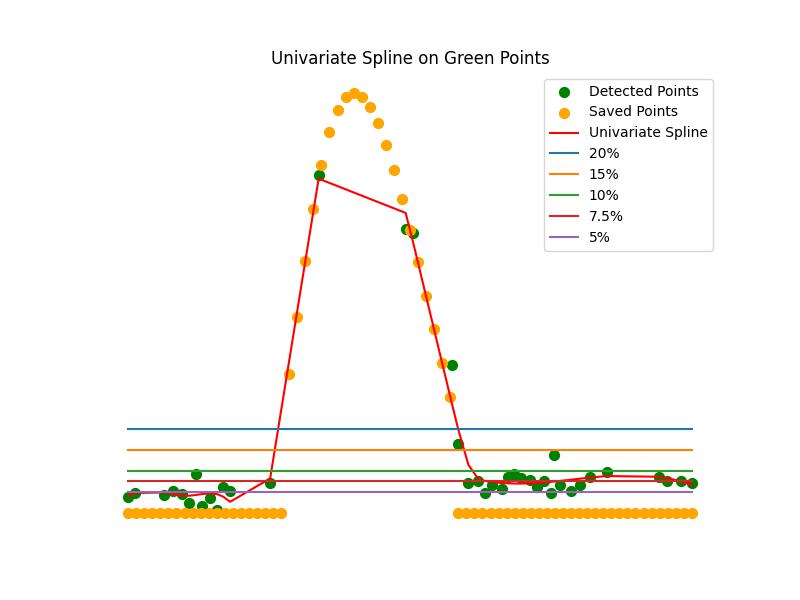 Univariate Spline on Green Points
Detected Points
Saved Points
Univariate Spline
20%
15%
10%
7.5%
5%